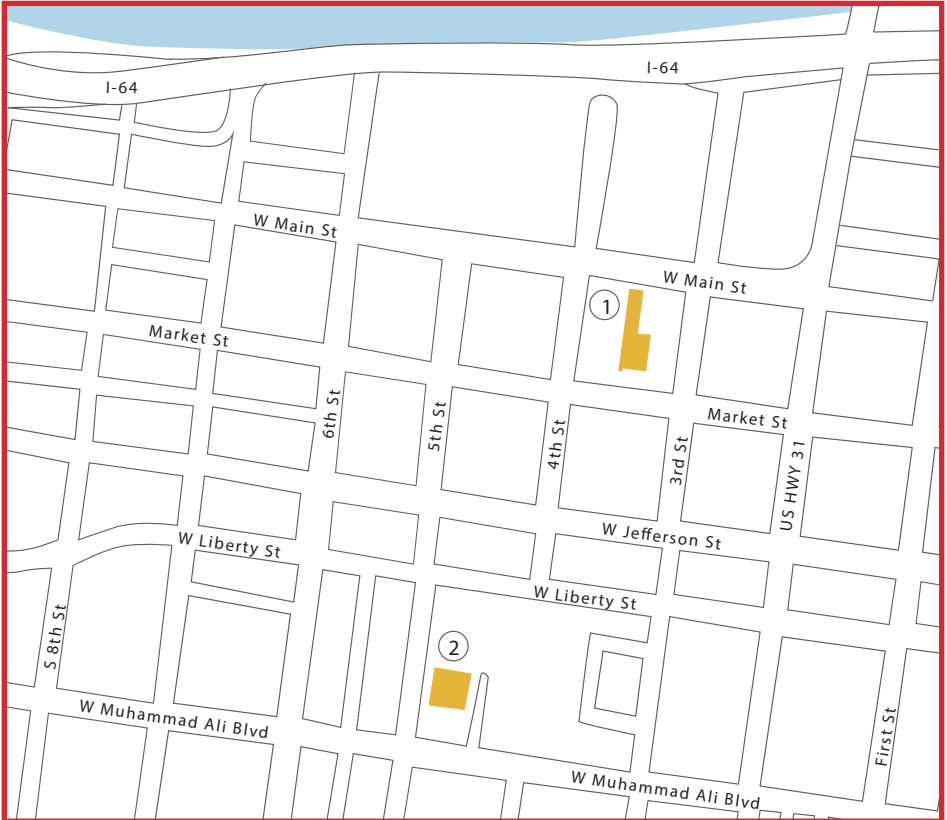 I-64
I-64
W Main St
W Main St
1
Market St
6th St
5th St
4th St
Market St
3rd St
US HWY 31
W Jefferson St
W Liberty St
W Liberty St
S 8th St
2
W Muhammad Ali Blvd
First St
W Muhammad Ali Blvd